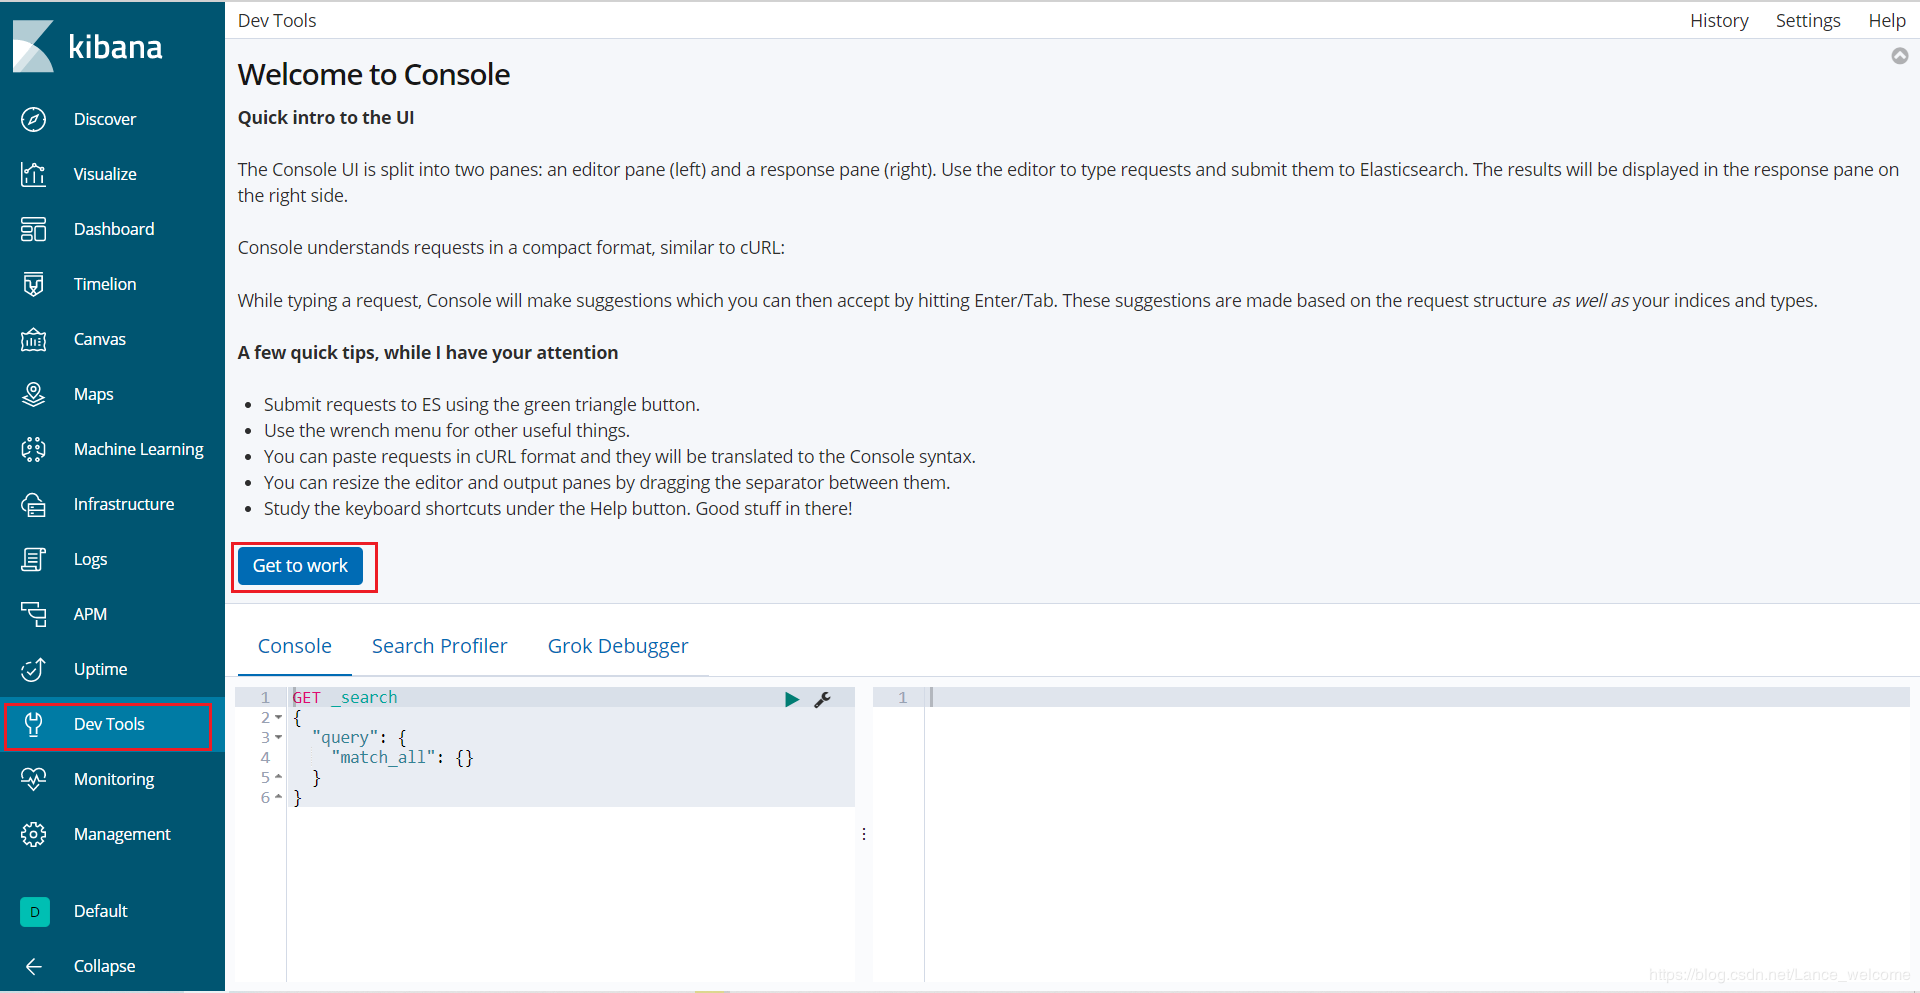 kibana
Discover
Visualize
Dashboard
Timelion
Canvas
Maps
Machine Learning
Infrastructure
Logs
APM
Uptime
Dev Tools
Monitoring
Management
D Default
Collapse
Dev Tools
History Settings Help
Welcome to Console
Quick intro to the UI
The Console UI is split into two panes: an editor pane (left) and a response pane (right). Use the editor to type requests and submit them to Elasticsearch. The results will be displayed in the response pane on
the right side.
Console understands requests in a compact format, similar to cURL:
While typing a request, Console will make suggestions which you can then accept by hitting Enter/Tab. These suggestions are made based on the request structure as well as your indices and types.
A few quick tips, while I have your attention
• Submit requests to ES using the green triangle button.
• Use the wrench menu for other useful things.
• You can paste requests in cURL format and they will be translated to the Console syntax.
• You can resize the editor and output panes by dragging the separator between them.
• Study the keyboard shortcuts under the Help button. Good stuff in there!
Get to work
Console Search Profiler Grok Debugger
1 GET _search
2 {
3 "query": {
4 "match_all": {}
5 }
6 }
1
https://blog.csdn.net/Lance_welcome